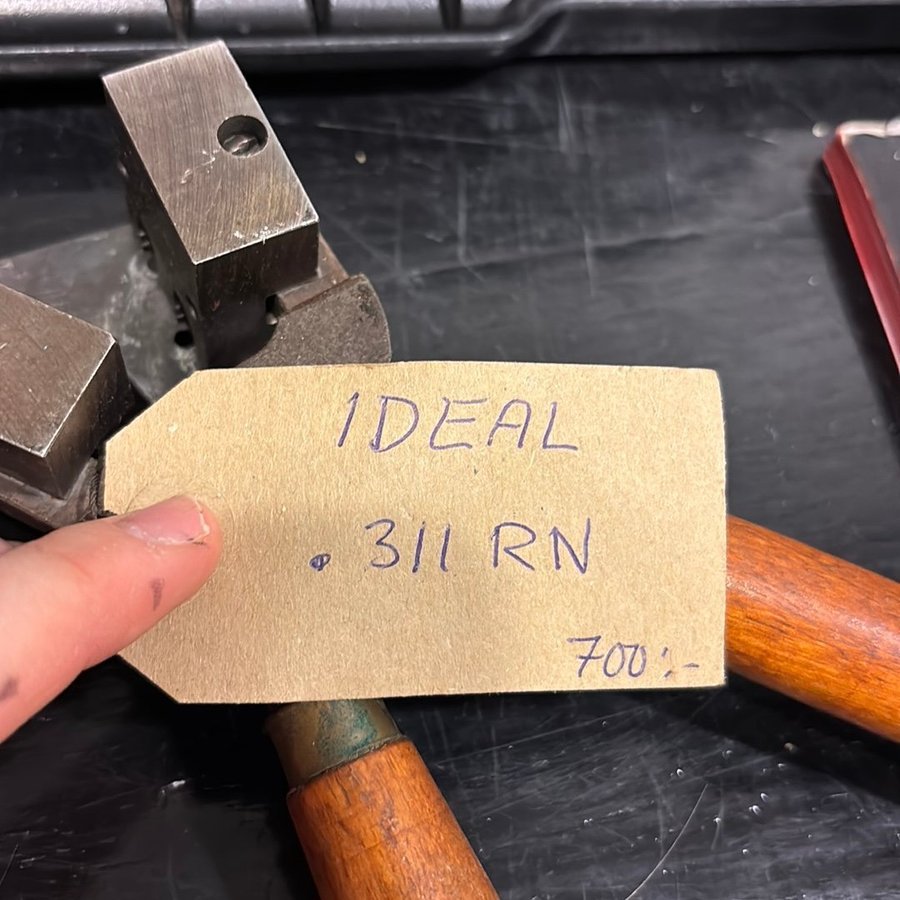 IDEAL
.311 RN
700:-